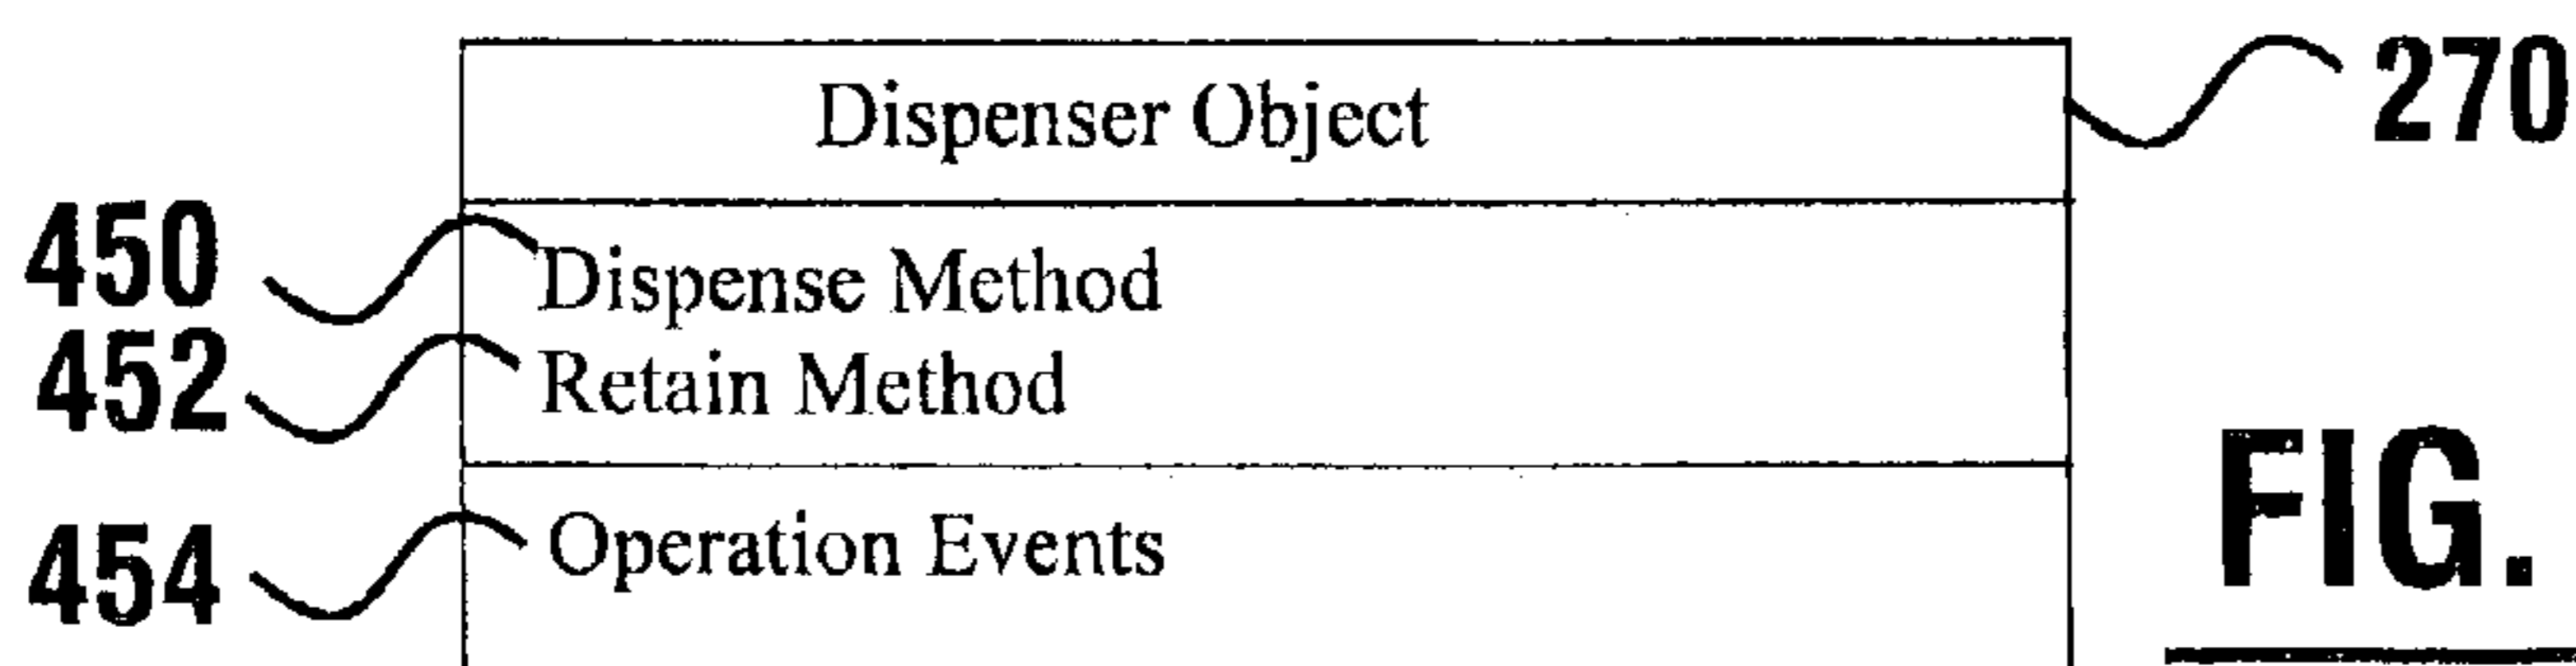 Dispenser Object 270
450 Dispense Method
452 Retain Method
454 Operation Events
FIG.